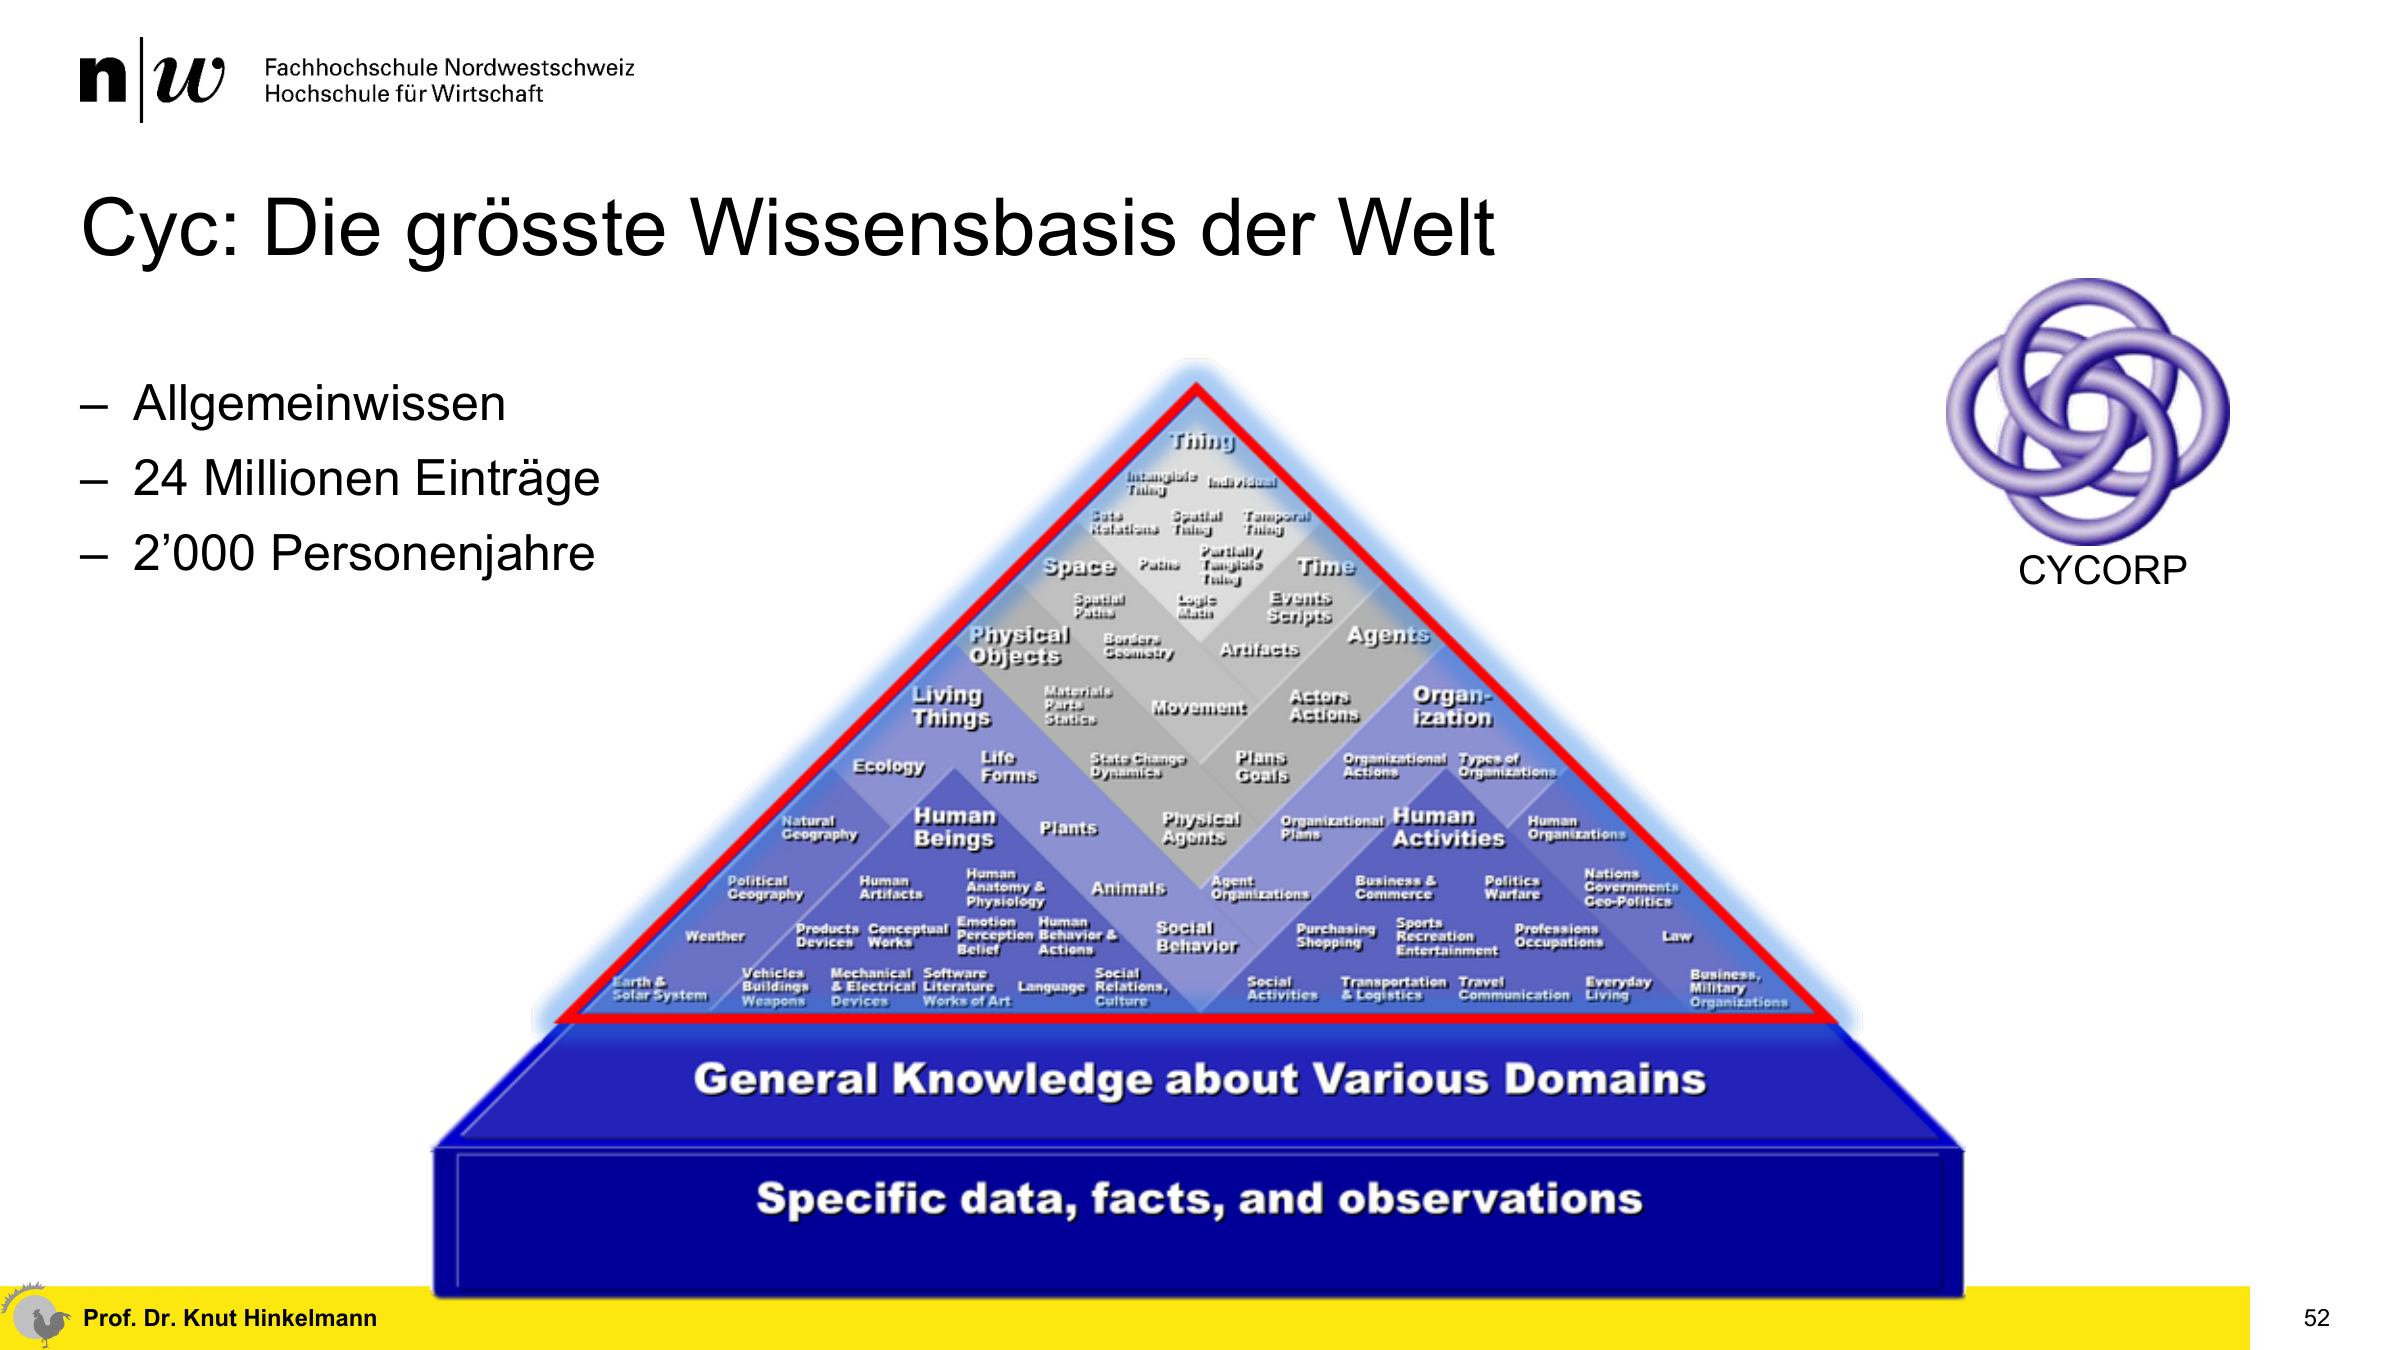 n|w
Fachhochschule Nordwestschweiz
Hochschule für Wirtschaft
Cyc: Die grösste Wissensbasis der Welt
– Allgemeinwissen
– 24 Millionen Einträge
– 2’000 Personenjahre
CYCORP
Thing
Intangible
Thing
Individual
Sets
Relations
Spatial
Thing
Temporal
Thing
Space
Paths
Partially
Tangible
Thing
Time
Spatial
Paths
Logic
Math
Events
Scripts
Physical
Objects
Borders
Geometry
Artifacts
Agents
Living
Things
Materials
Parts
Statics
Movement
Actors
Actions
Organ-
ization
Ecology
Life
Forms
State Change
Dynamics
Plans
Goals
Organizational
Actions
Types of
Organizations
Natural
Geography
Human
Beings
Plants
Physical
Agents
Organizational
Plans
Human
Activities
Human
Organizations
Political
Geography
Human
Artifacts
Human
Anatomy &
Physiology
Animals
Agent
Organizations
Business &
Commerce
Politics
Warfare
Nations
Governments
Geo-Politics
Weather
Products
Devices
Conceptual
Works
Emotion
Perception
Belief
Human
Behavior &
Actions
Social
Behavior
Purchasing
Shopping
Sports
Recreation
Entertainment
Professions
Occupations
Law
Earth &
Solar System
Vehicles
Buildings
Weapons
Mechanical
& Electrical
Devices
Software
Literature
Works of Art
Language
Social
Relations,
Culture
Social
Activities
Transportation
& Logistics
Travel
Communication
Everyday
Living
Business,
Military
Organizations
General Knowledge about Various Domains
Specific data, facts, and observations
Prof. Dr. Knut Hinkelmann
52